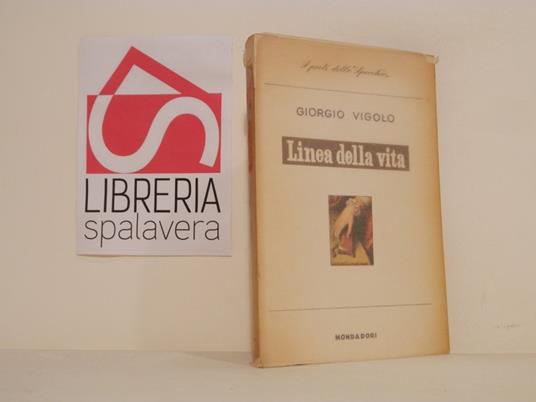 LIBRERIA
spalavera
I poeti dello "Specchio"
GIORGIO VIGOLO
Linea della vita
MONDADORI